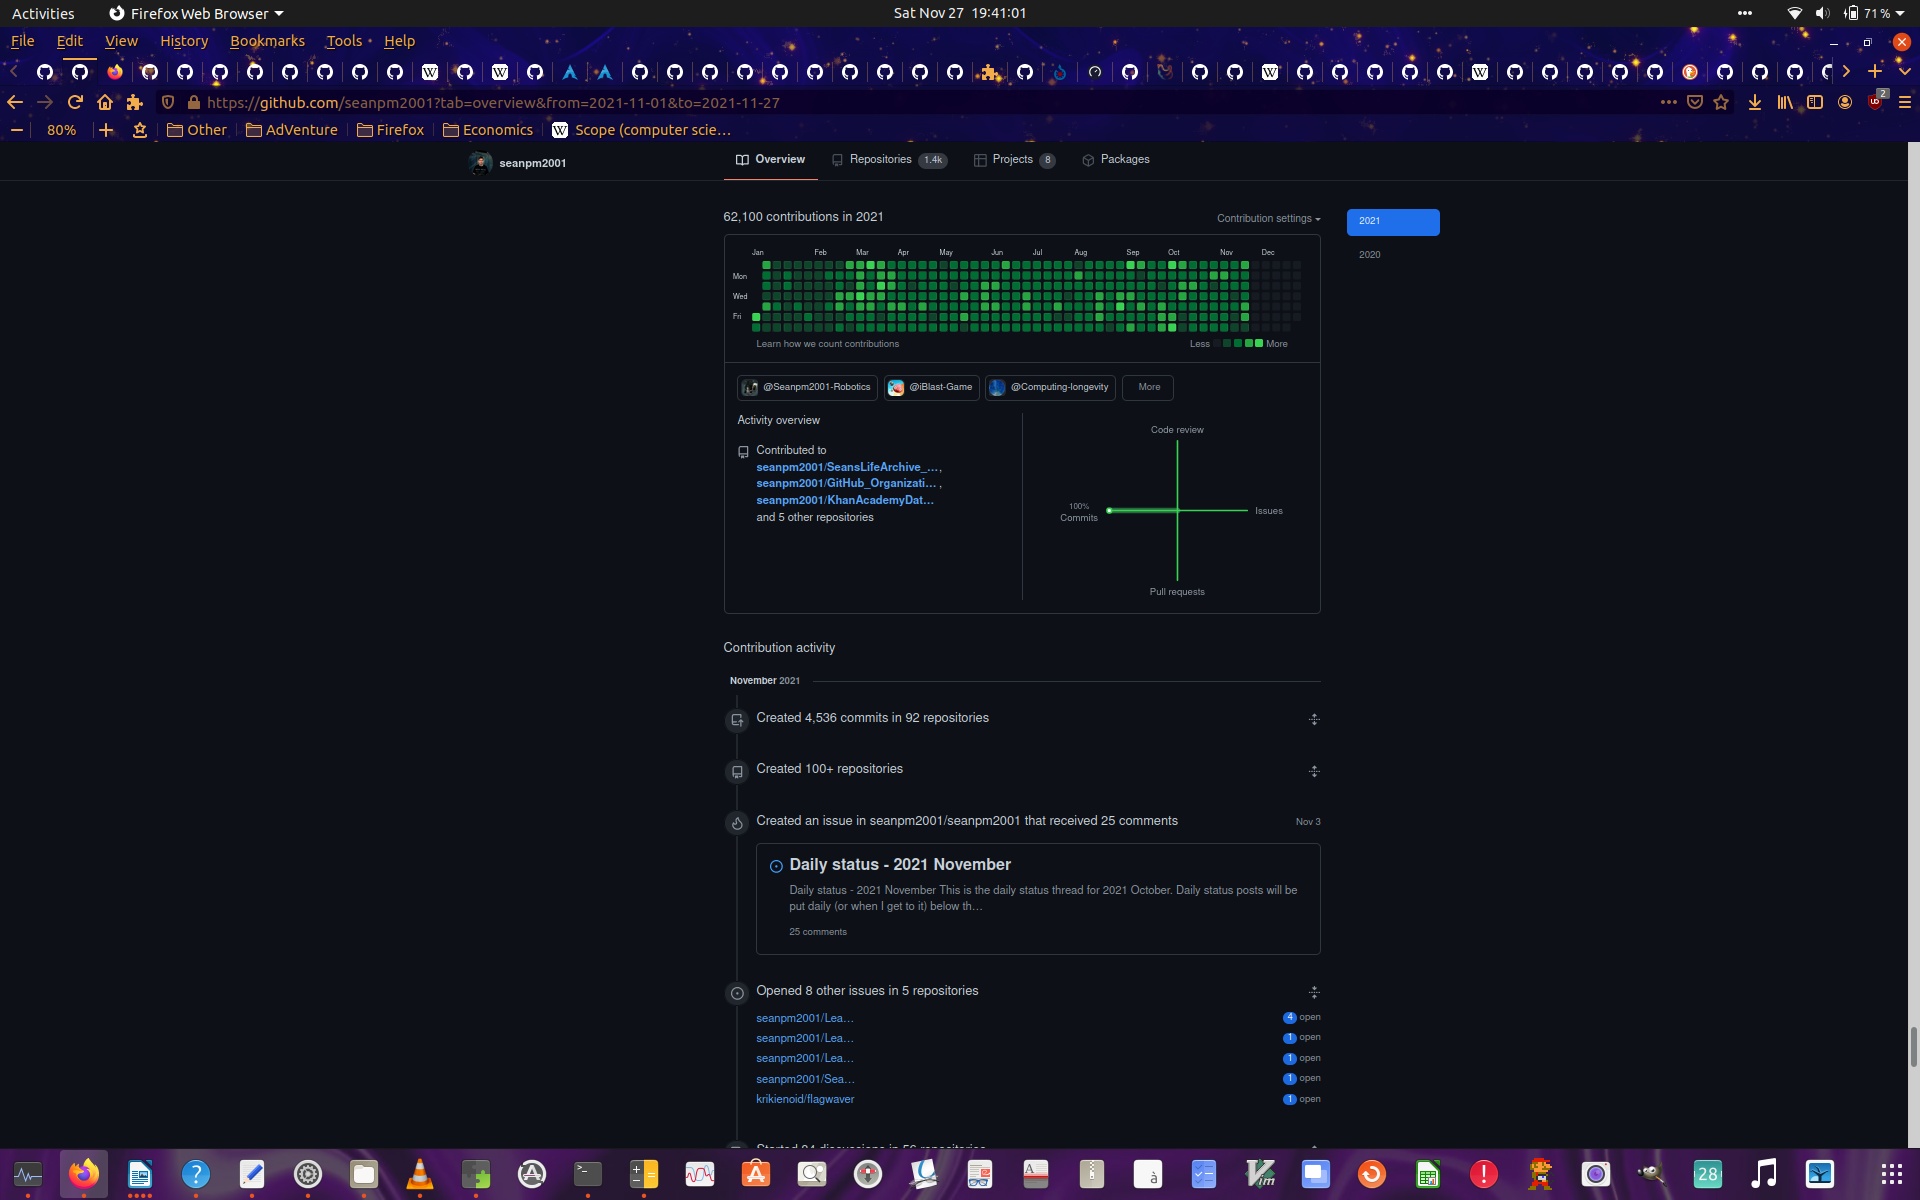 Activities
Firefox Web Browser
Sat Nov 27 19:41:01
71 %
File Edit View History Bookmarks Tools Help
https://github.com/seanpm2001?tab=overview&from=2021-11-01&to=2021-11-27
2
80%
Other
AdVenture
Firefox
Economics
Scope (computer scie…
seanpm2001
Overview
Repositories 1.4k
Projects 8
Packages
62,100 contributions in 2021
Contribution settings
2021
2020
Jan Feb Mar Apr May Jun Jul Aug Sep Oct Nov Dec
Mon
Wed
Fri
Learn how we count contributions
Less More
@Seanpm2001-Robotics
@iBlast-Game
@Computing-longevity
More
Activity overview
Contributed to
seanpm2001/SeansLifeArchive_…,
seanpm2001/GitHub_Organizati… ,
seanpm2001/KhanAcademyDat…
and 5 other repositories
Code review
100%
Commits
Issues
Pull requests
Contribution activity
November 2021
Created 4,536 commits in 92 repositories
Created 100+ repositories
Created an issue in seanpm2001/seanpm2001 that received 25 comments
Nov 3
Daily status - 2021 November
Daily status - 2021 November This is the daily status thread for 2021 October. Daily status posts will be
put daily (or when I get to it) below th…
25 comments
Opened 8 other issues in 5 repositories
seanpm2001/Lea… 4 open
seanpm2001/Lea… 1 open
seanpm2001/Lea… 1 open
seanpm2001/Sea… 1 open
krikienoid/flagwaver 1 open
28